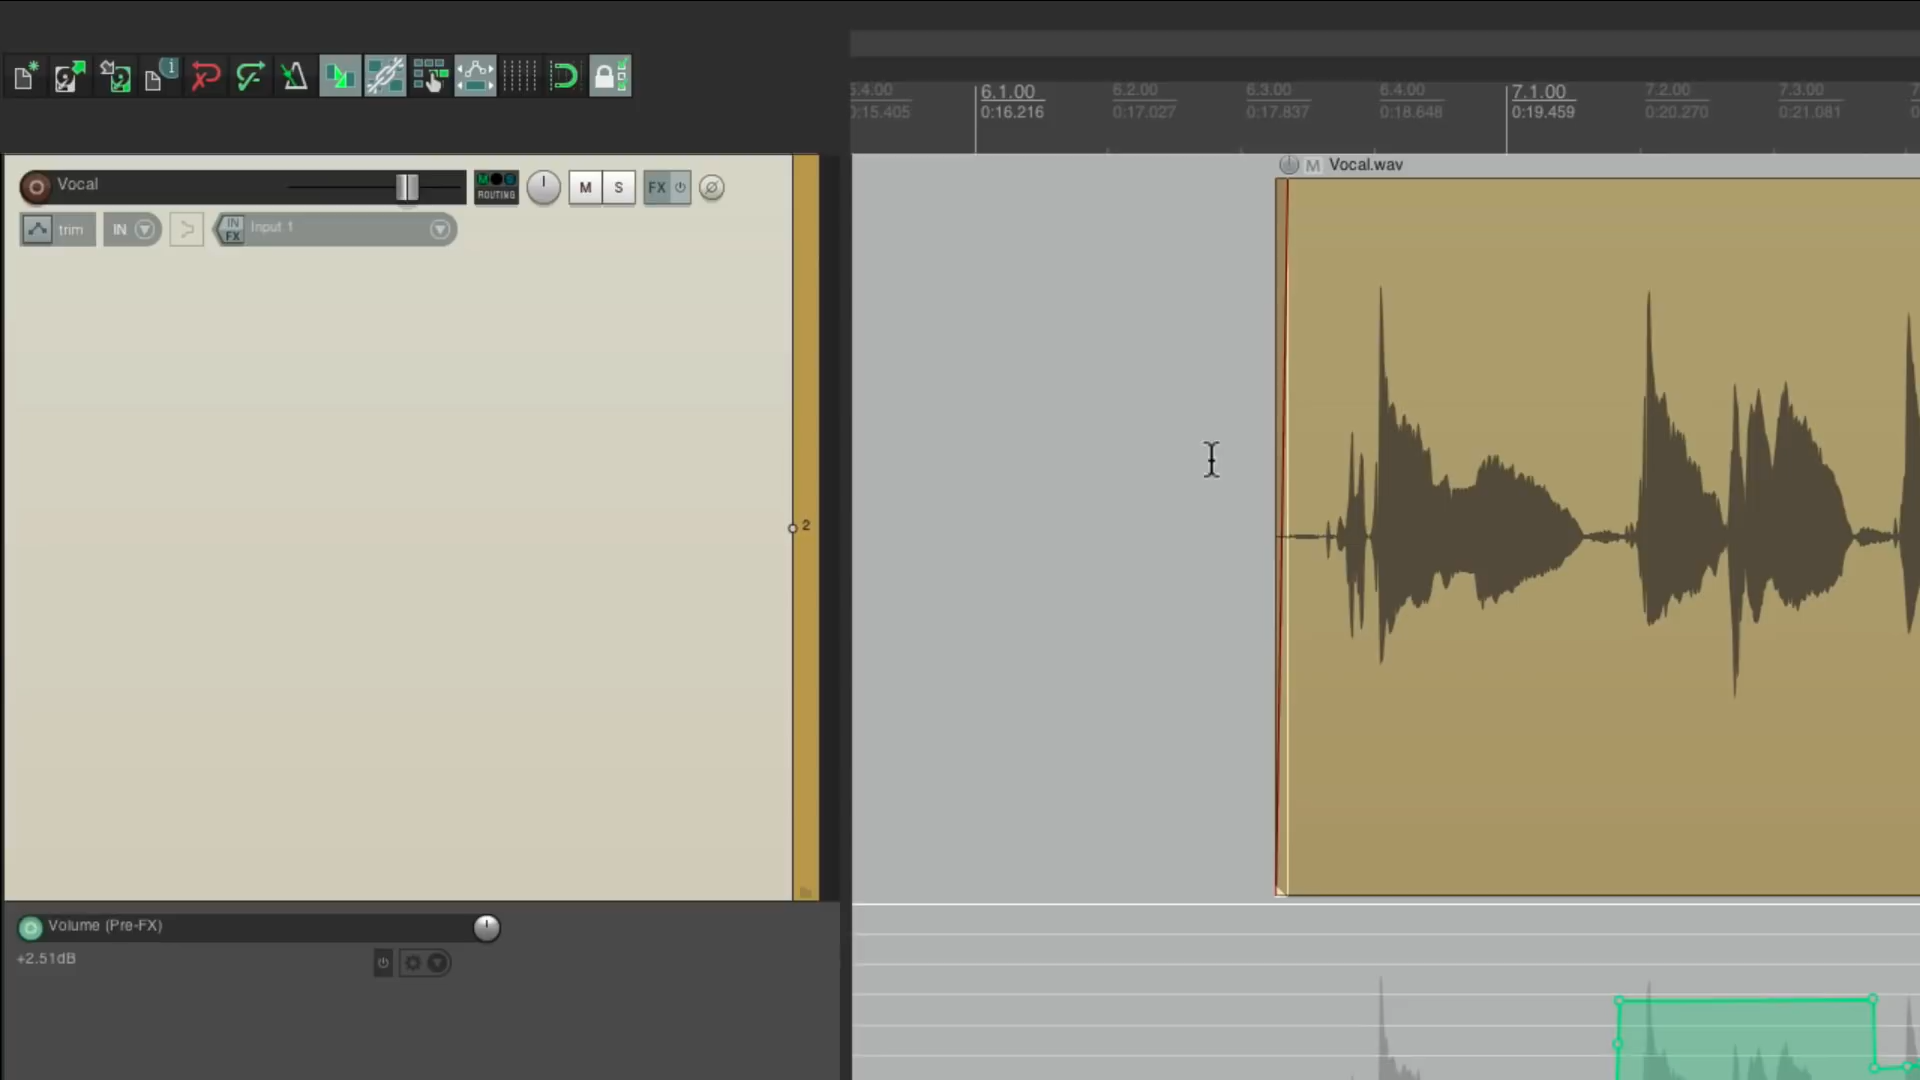 5.4.00 6.1.00 6.2.00 6.3.00 6.4.00 7.1.00 7.2.00 7.3.00
0:15.405 0:16.216 0:17.027 0:17.837 0:18.648 0:19.459 0:20.270 0:21.081
M Vocal.wav
Vocal ROUTING M S FX
trim IN IN FX Input 1
2
Volume (Pre-FX)
+2.51dB